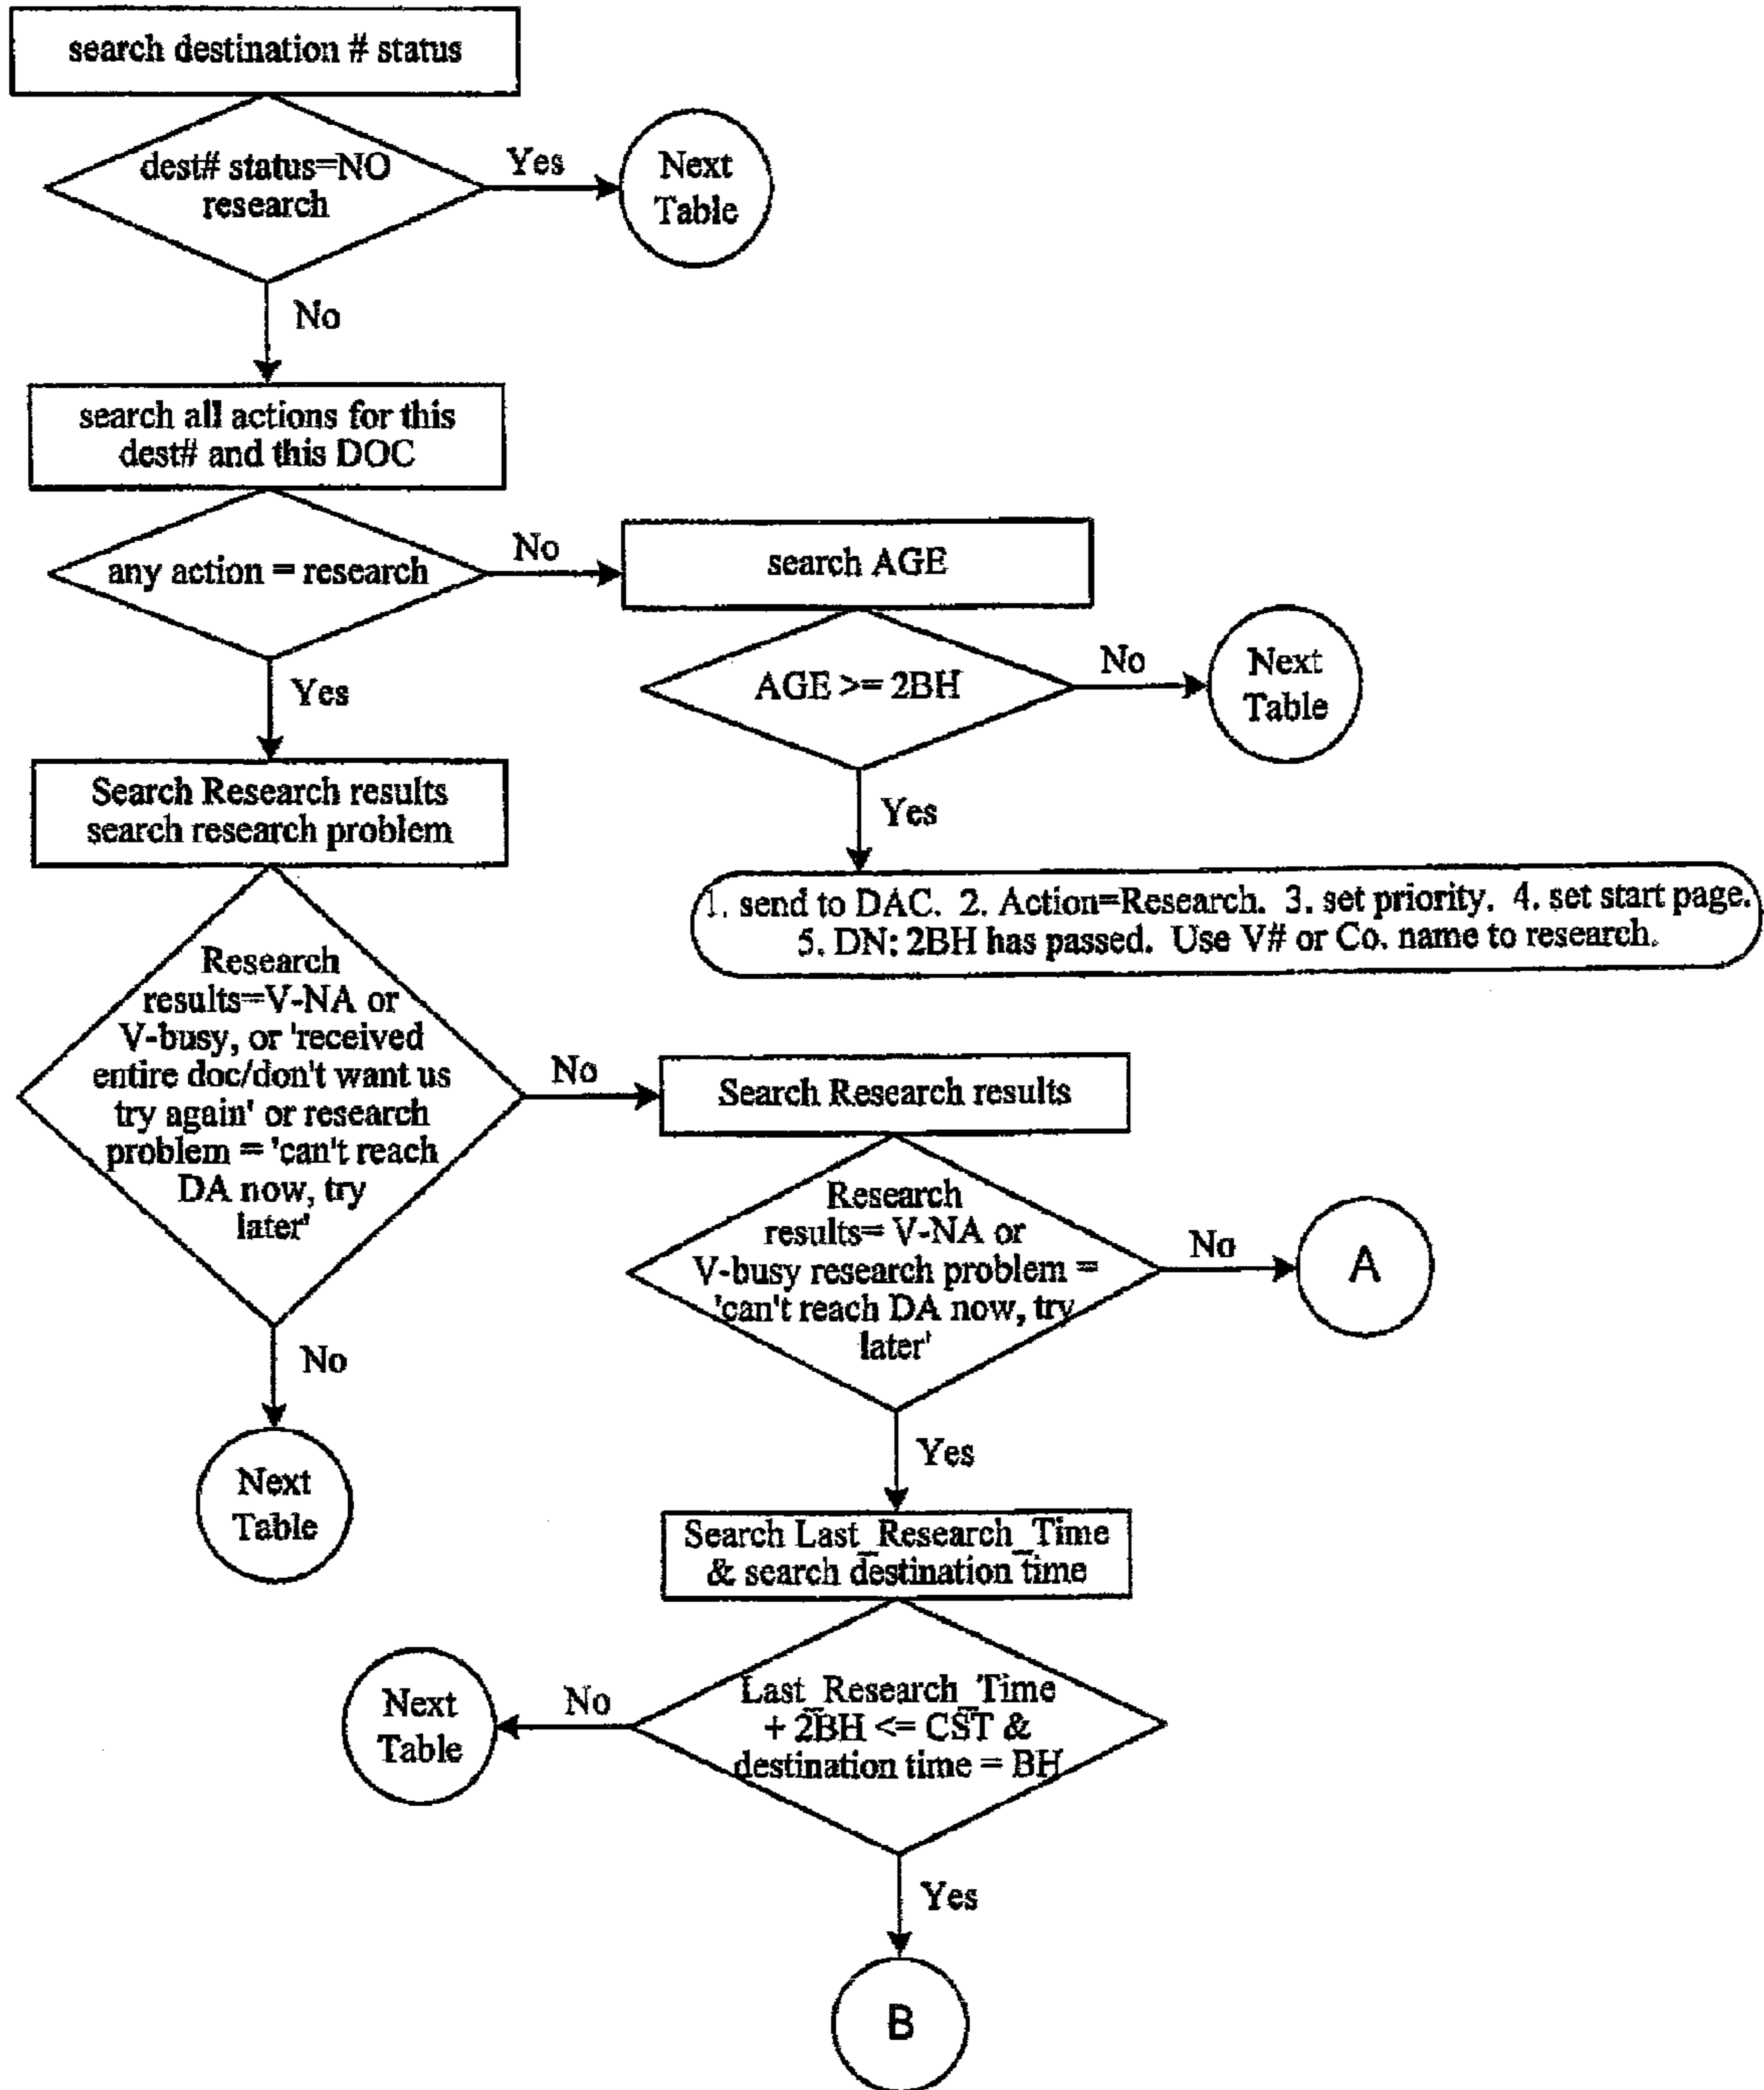 search destination # status
dest# status=NO
research
Yes
Next
Table
No
search all actions for this
dest# and this DOC
any action = research
No
search AGE
AGE >= 2BH
No
Next
Table
Yes
Yes
Search Research results
search research problem
1. send to DAC. 2. Action=Research. 3. set priority. 4. set start page.
5. DN: 2BH has passed. Use V# or Co. name to research.
Research
results=V-NA or
V-busy, or 'received
entire doc/don't want us
try again' or research
problem = 'can't reach
DA now, try
later'
No
Search Research results
Research
results= V-NA or
V-busy research problem =
'can't reach DA now, try
later'
No
A
No
Next
Table
Yes
Search Last_Research_Time
& search destination time
Last_Research_Time
+ 2BH <= CST &
destination time = BH
No
Next
Table
Yes
B